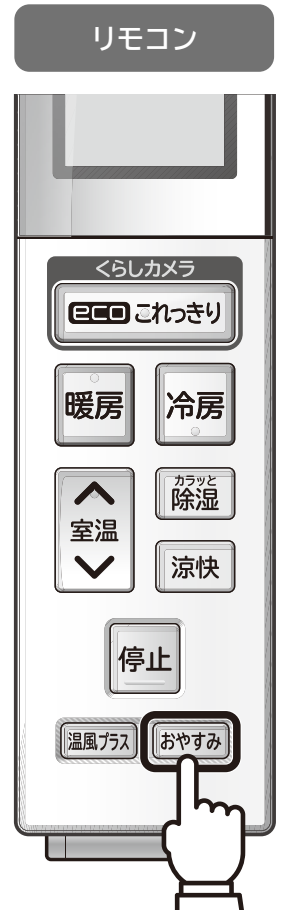 リモコン
くらしカメラ
eco これっきり
暖房 冷房
室温
カラッと
除湿
涼快
停止
温風プラス おやすみ